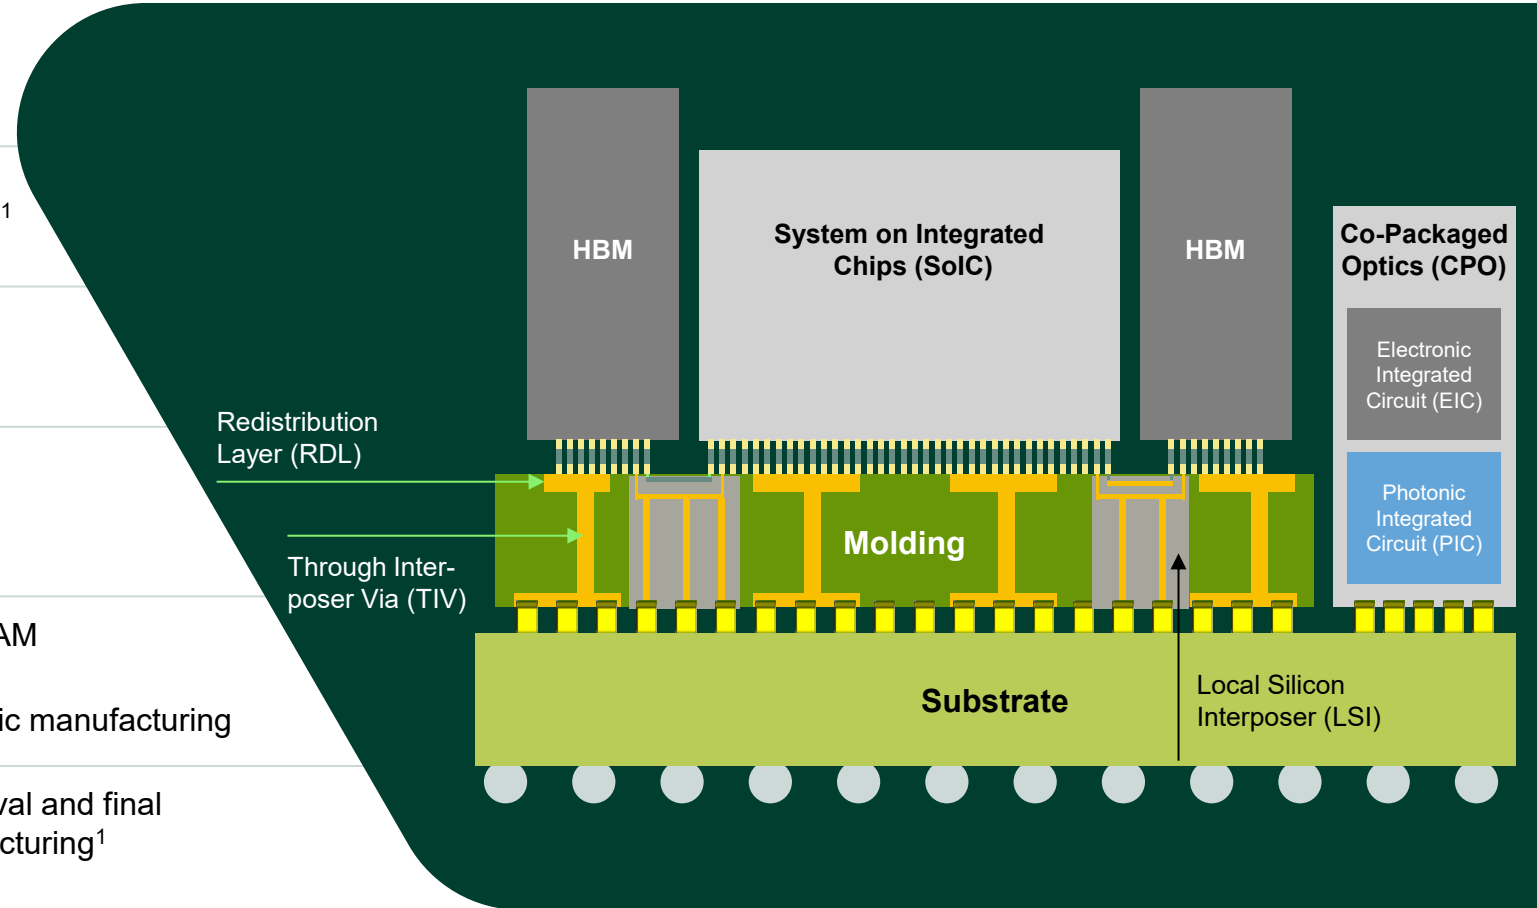 1
AM
ic manufacturing
val and final
cturing1
HBM
System on Integrated
Chips (SoIC)
HBM
Co-Packaged
Optics (CPO)
Electronic
Integrated
Circuit (EIC)
Photonic
Integrated
Circuit (PIC)
Redistribution
Layer (RDL)
Through Inter-
poser Via (TIV)
Molding
Substrate
Local Silicon
Interposer (LSI)